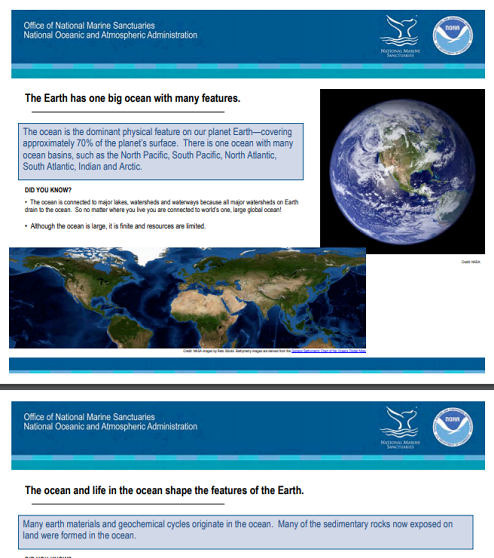 Office of National Marine Sanctuaries
National Oceanic and Atmospheric Administration
NATIONAL MARINE
SANCTUARIES
NOAA
The Earth has one big ocean with many features.
The ocean is the dominant physical feature on our planet Earth—covering
approximately 70% of the planet's surface. There is one ocean with many
ocean basins, such as the North Pacific, South Pacific, North Atlantic,
South Atlantic, Indian and Arctic.
DID YOU KNOW?
• The ocean is connected to major lakes, watersheds and waterways because all major watersheds on Earth
drain to the ocean. So no matter where you live you are connected to world's one, large global ocean!
• Although the ocean is large, it is finite and resources are limited.
Credit: NASA
Credit: NASA images by Reto Stöckli. Bathymetry images are derived from the General Bathymetric Chart of the Oceans
Office of National Marine Sanctuaries
National Oceanic and Atmospheric Administration
NATIONAL MARINE
SANCTUARIES
NOAA
The ocean and life in the ocean shape the features of the Earth.
Many earth materials and geochemical cycles originate in the ocean. Many of the sedimentary rocks now exposed on
land were formed in the ocean.